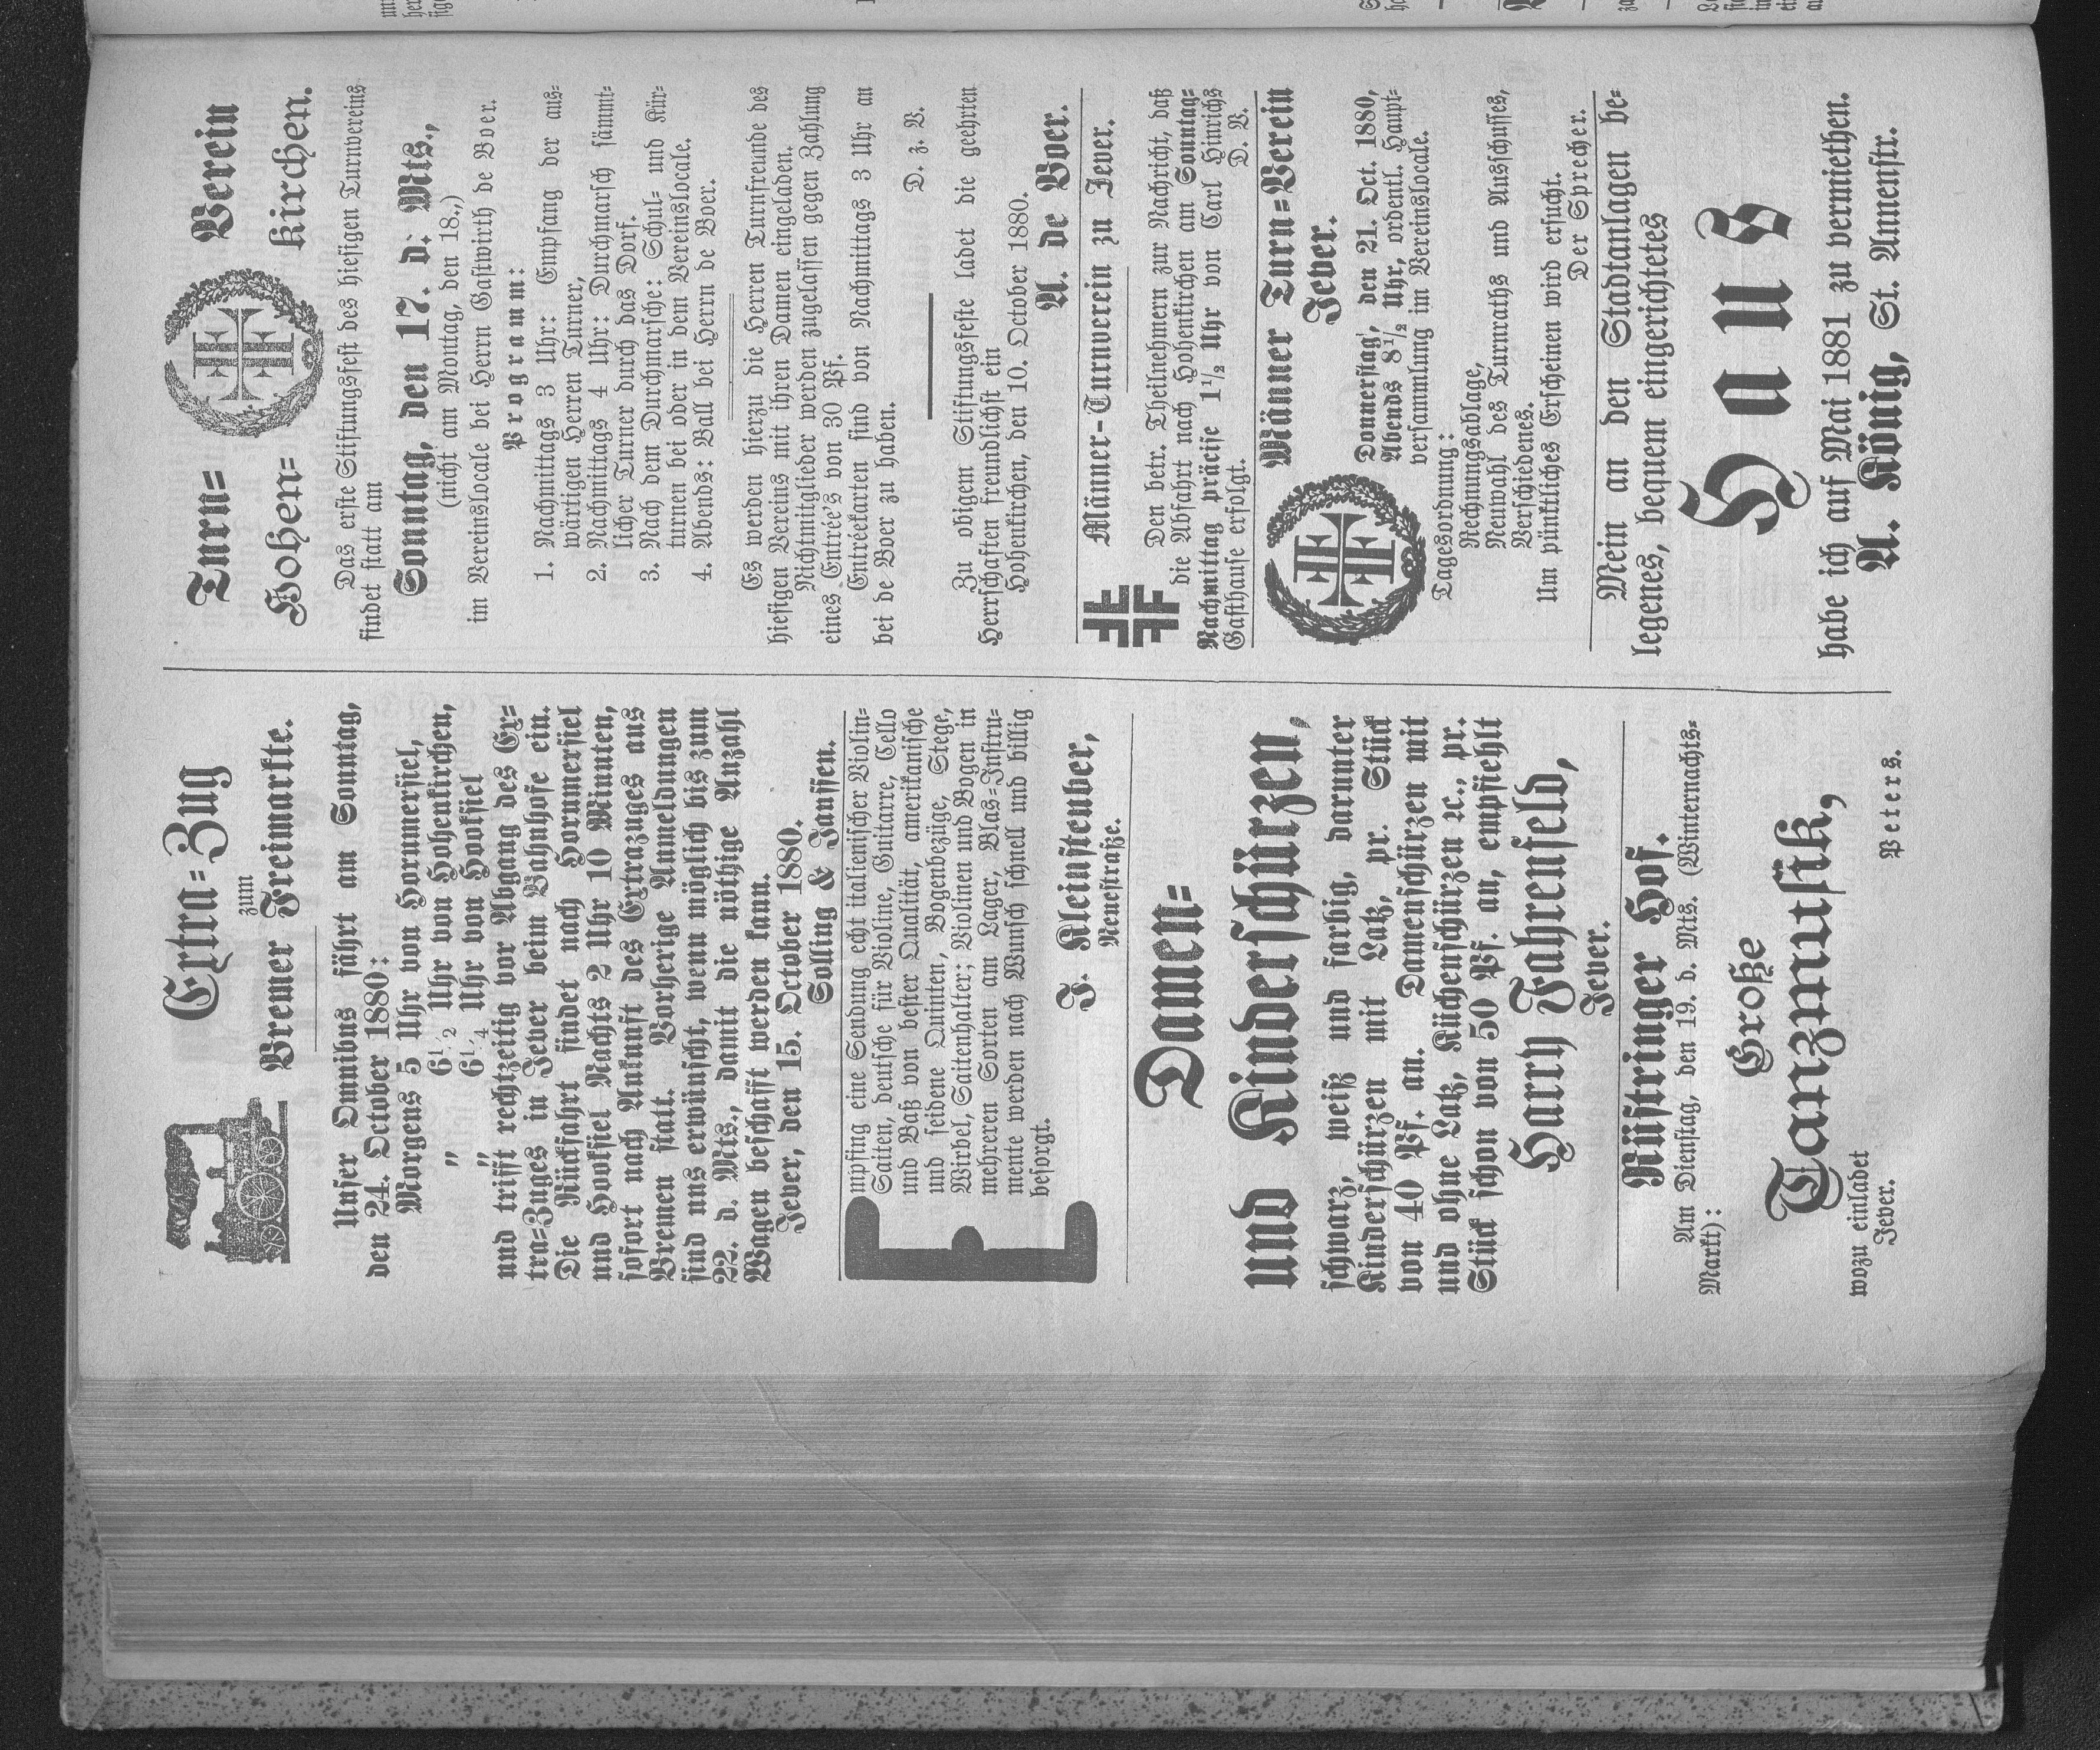 Extra-Zug
zum
Bremer Freimarkte.
Unser Omnibus fährt am Sonntag,
den 24. October 1880:
Morgens 5 Uhr von Horumersiel,
„ 6 1/2 Uhr von Hohenkirchen,
„ 6 1/4 Uhr von Hooksiel
und trifft rechtzeitig vor Abgang des Ex-
tra-Zuges in Jever beim Bahnhofe ein.
Die Rückfahrt findet nach Horumersiel
und Hooksiel Nachts 2 Uhr 10 Minuten,
sofort nach Ankunft des Extrazuges aus
Bremen statt. Vorherige Anmeldungen
sind uns erwünscht, wenn möglich bis zum
22. d. Mts., damit die nöthige Anzahl
Wagen beschafft werden kann.
Jever, den 15. October 1880.
Solling & Janssen.
Empfing eine Sendung echt italienischer Violin-
Saiten, deutsche für Violine, Guitarre, Cello
und Baß von bester Qualität, amerikanische
und seidene Quinten, Bogenbezüge, Stege,
Wirbel, Saitenhalter; Violinen und Bogen in
mehreren Sorten am Lager, Blas-Instru-
mente werden nach Wunsch schnell und billig
besorgt.
J. Kleinsteuber,
Neuestraße.
Damen-
und Kinderschürzen,
schwarz, weiß und farbig, darunter
Kinderschürzen mit Latz, pr. Stück
von 40 Pf. an. Damenschürzen mit
und ohne Latz, Küchenschürzen ꝛc., pr.
Stück schon von 50 Pf. an, empfiehlt
Harry Fahrenfeld,
Jever.
Rüstringer Hof.
Am Dienstag, den 19. d. Mts. (Winternachts-
Markt):
Große
Tanzmusik,
wozu einladet
Jever. Peters.
Turn- Verein
Hohen- kirchen.
Das erste Stiftungsfest des hiesigen Turnvereins
findet statt am
Sonntag, den 17. d. Mts.,
(nicht am Montag, den 18.,)
im Vereinslocale bei Herrn Gastwirth de Boer.
Programm:
1. Nachmittags 3 Uhr: Empfang der aus-
wärtigen Herren Turner,
2. Nachmittags 4 Uhr: Durchmarsch sämmt-
licher Turner durch das Dorf.
3. Nach dem Durchmarsche: Schul- und Kür-
turnen bei oder in dem Vereinslocale.
4. Abends: Ball bei Herrn de Boer.
Es werden hierzu die Herren Turnfreunde des
hiesigen Vereins mit ihren Damen eingeladen.
Nichtmitglieder werden zugelassen gegen Zahlung
eines Entrée's von 30 Pf.
Entréekarten sind von Nachmittags 3 Uhr an
bei de Boer zu haben.
D. z. V.
Zu obigem Stiftungsfeste ladet die geehrten
Herrschaften freundlichst ein
Hohenkirchen, den 10. October 1880.
A. de Boer.
Männer-Turnverein zu Jever.
Den betr. Theilnehmern zur Nachricht, daß
die Abfahrt nach Hohenkirchen am Sonntag-
Nachmittag präcise 1 1/2 Uhr von Carl Hinrichs
Gasthause erfolgt. D. V.
Männer Turn-Verein
Jever.
Donnerstag, den 21. Oct. 1880,
Abends 8 1/2 Uhr, ordentl. Haupt-
versammlung im Vereinslocale.
Tagesordnung:
Rechnungsablage,
Neuwahl des Turnraths und Ausschusses,
Verschiedenes.
Um pünktliches Erscheinen wird ersucht.
Der Sprecher.
Mein an den Stadtanlagen be-
legenes, bequem eingerichtetes
Haus
habe ich auf Mai 1881 zu vermiethen.
A. König, St. Annenstr.